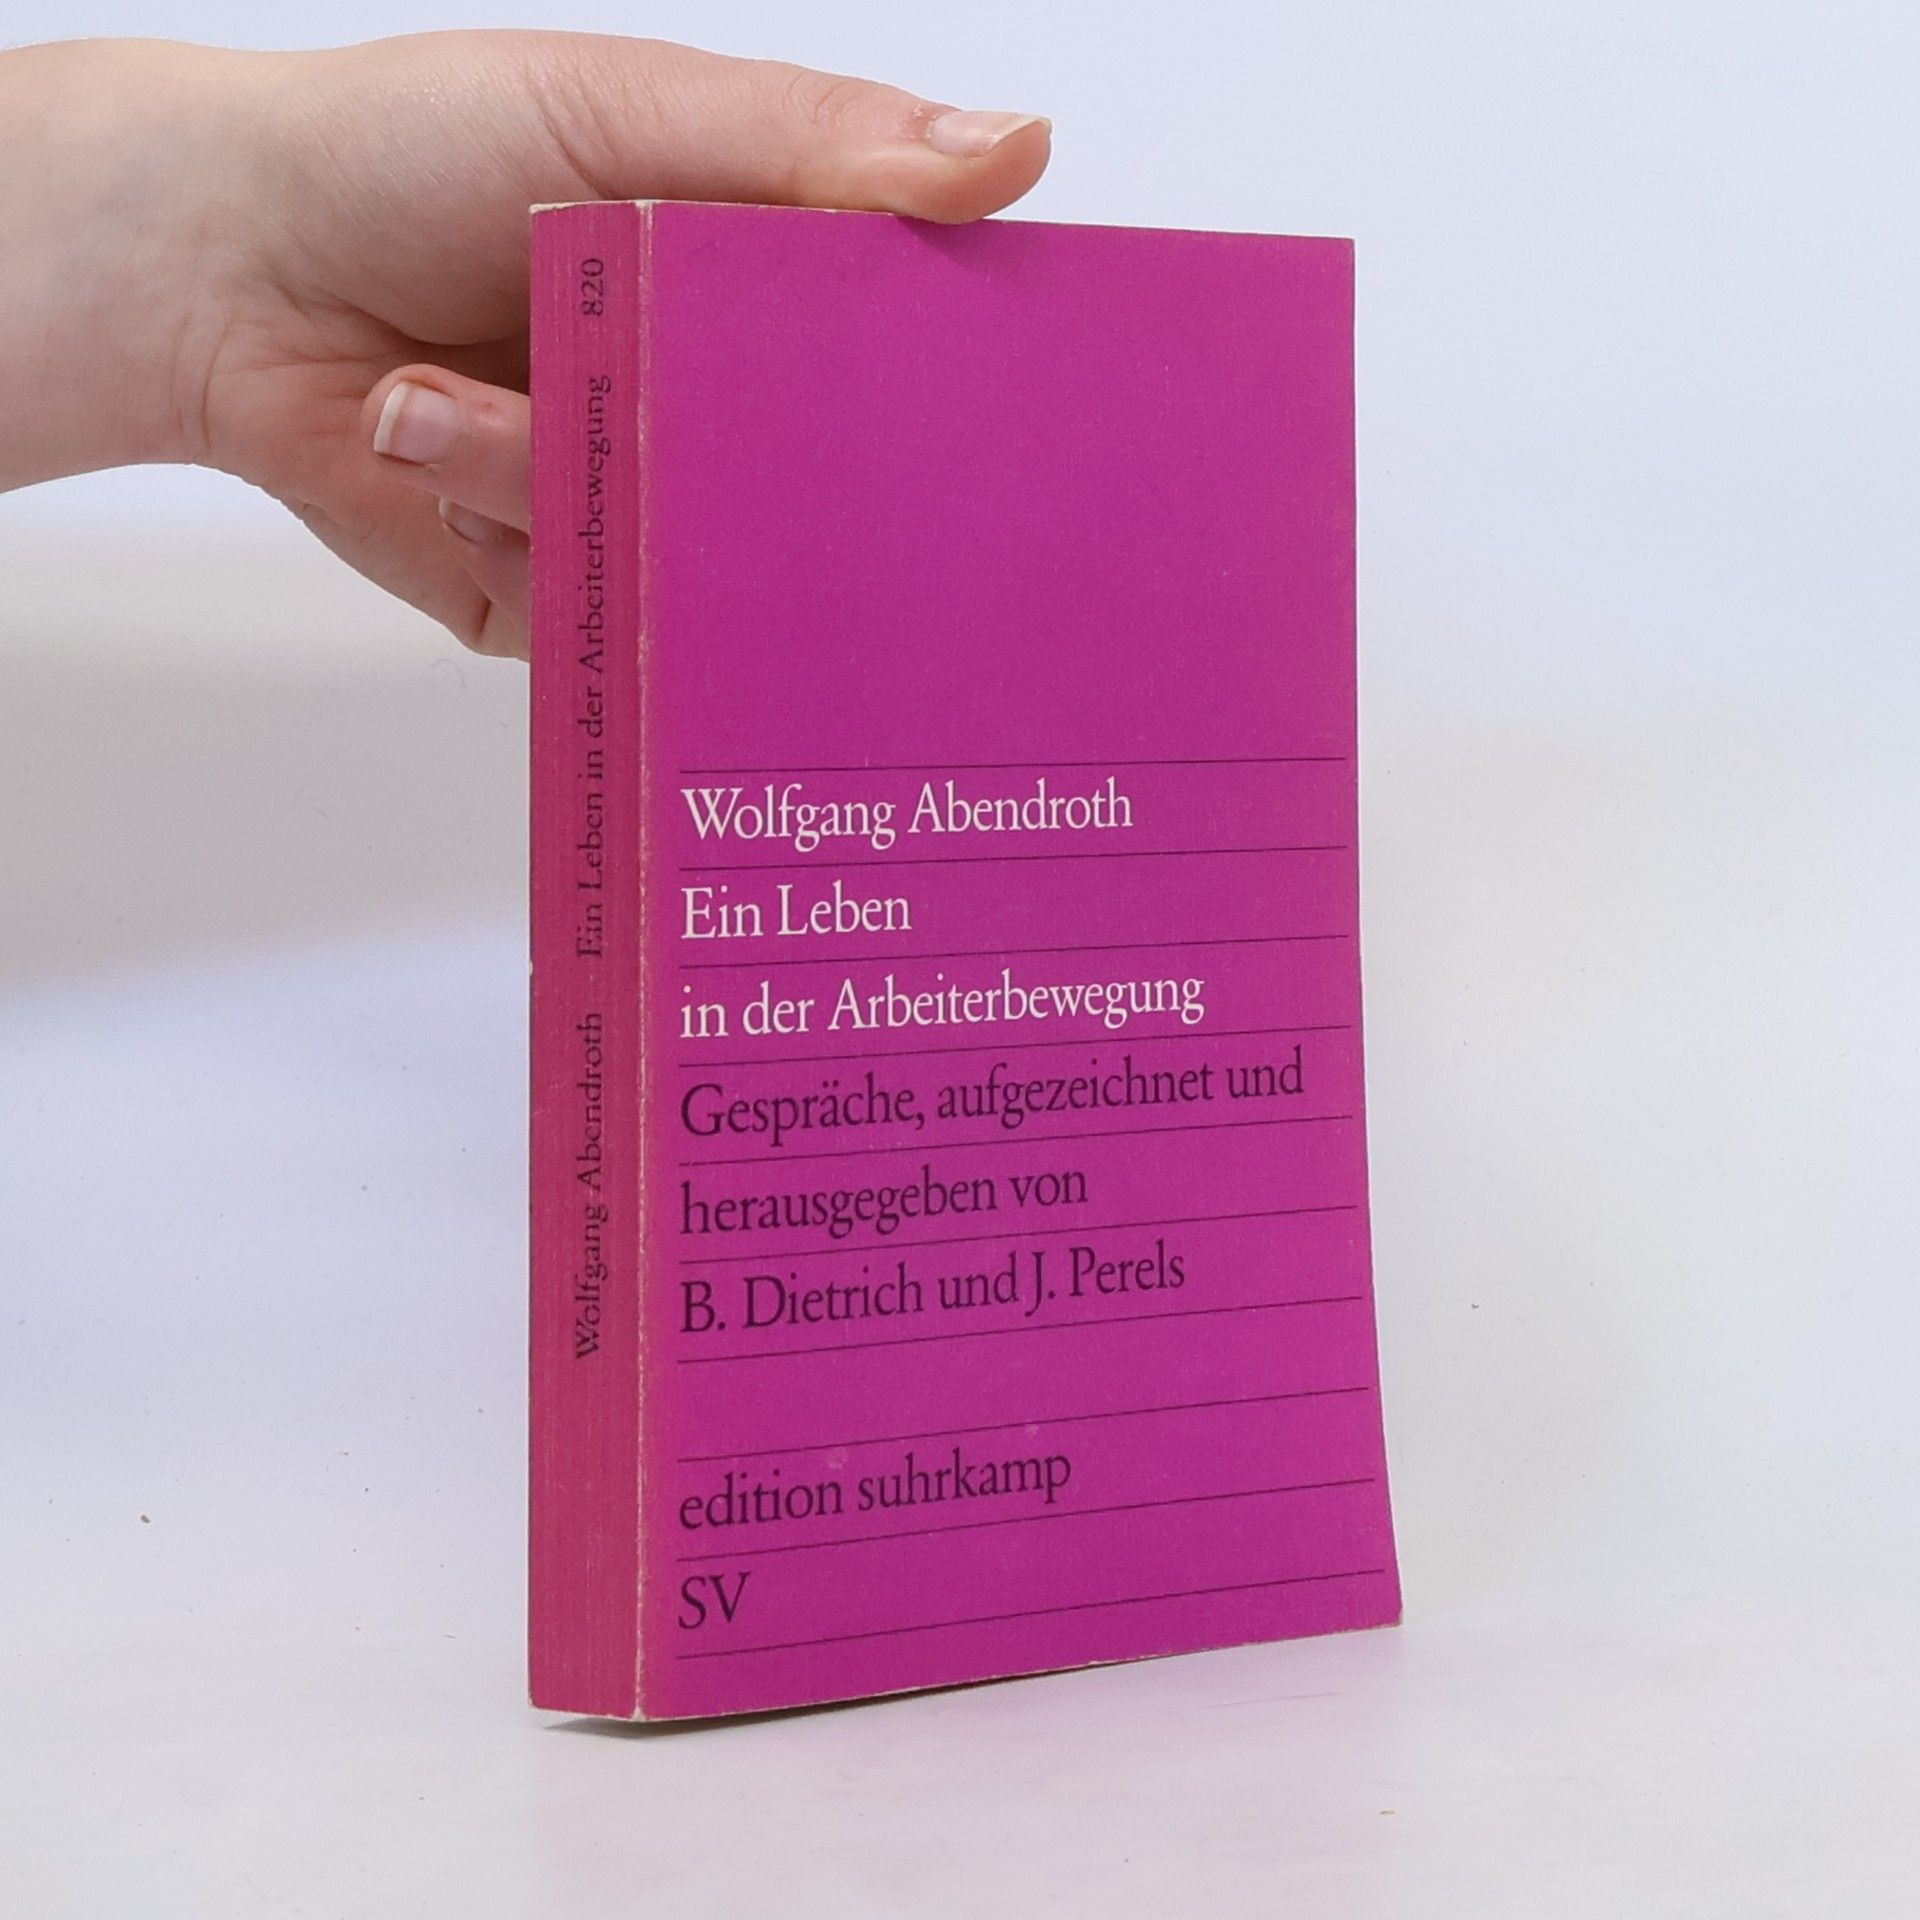 Wolfgang Abendroth Ein Leben in der Arbeiterbewegung 820
Wolfgang Abendroth
Ein Leben
in der Arbeiterbewegung
Gespräche, aufgezeichnet und
herausgegeben von
B. Dietrich und J. Perels
edition suhrkamp
SV